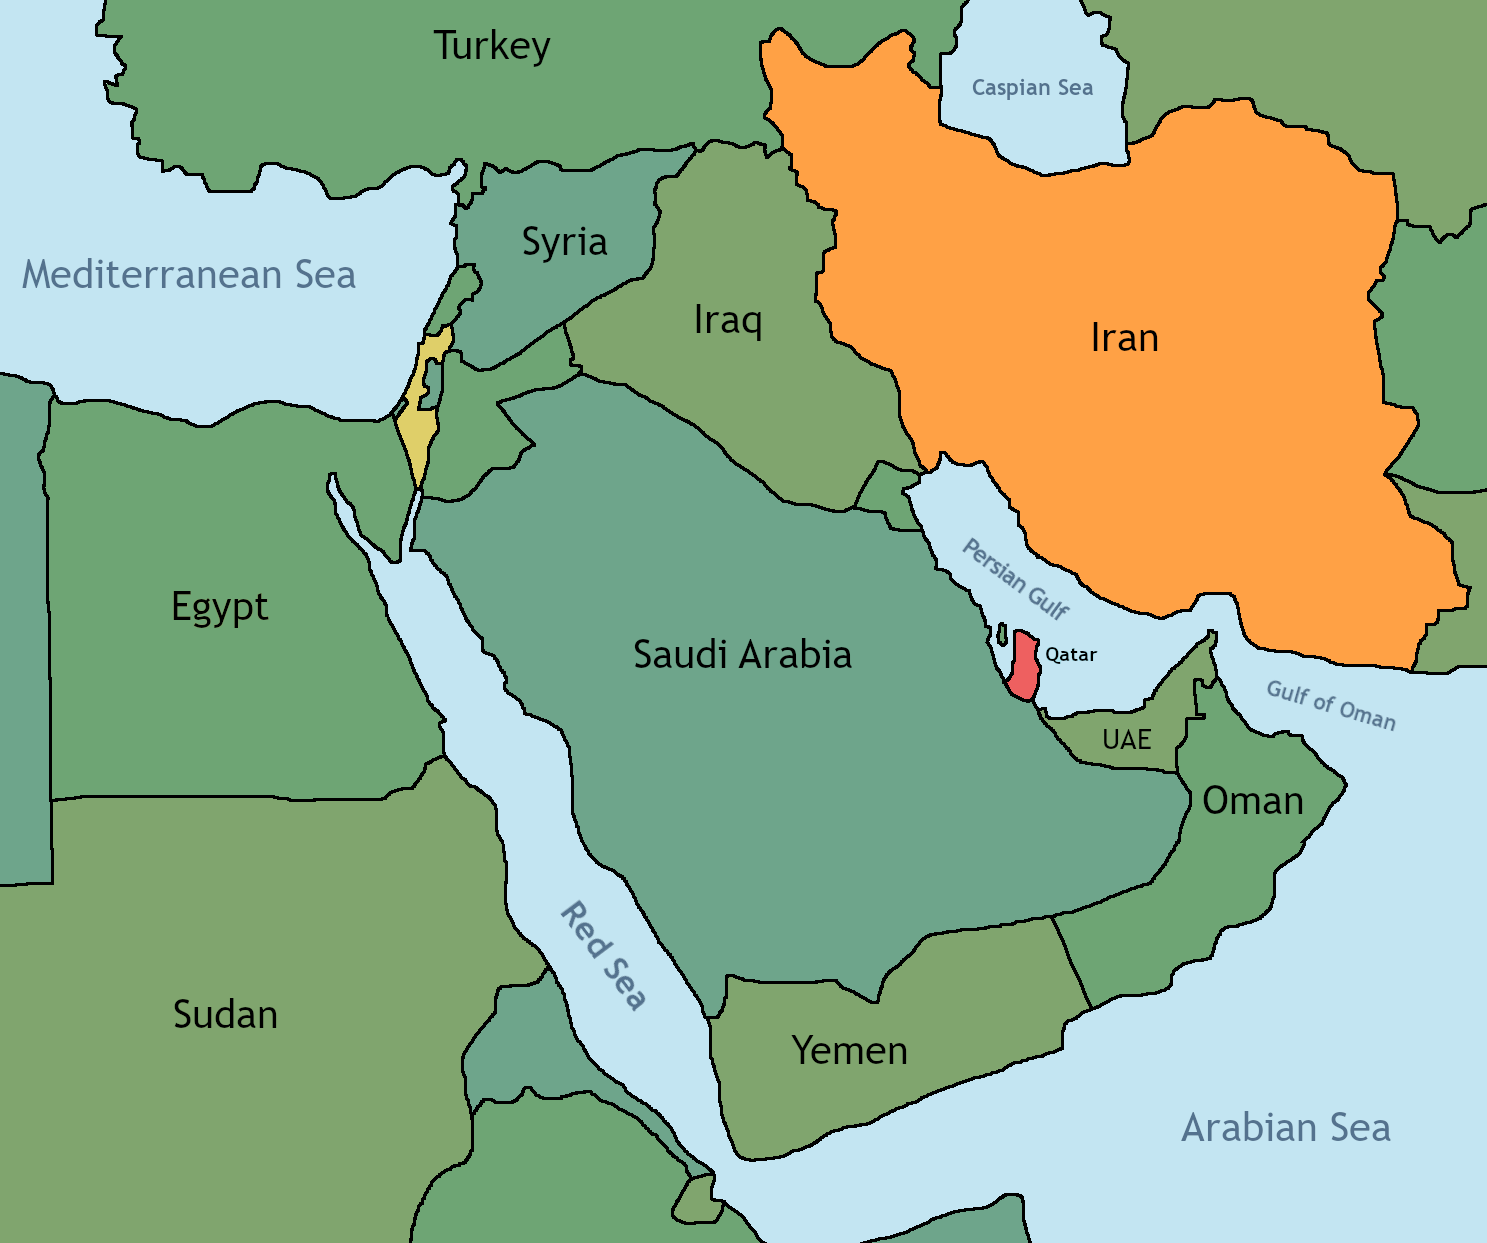 Turkey
Caspian Sea
Syria
Mediterranean Sea
Iraq
Iran
Persian Gulf
Egypt
Saudi Arabia
Qatar
Gulf of Oman
UAE
Oman
Red Sea
Sudan
Yemen
Arabian Sea